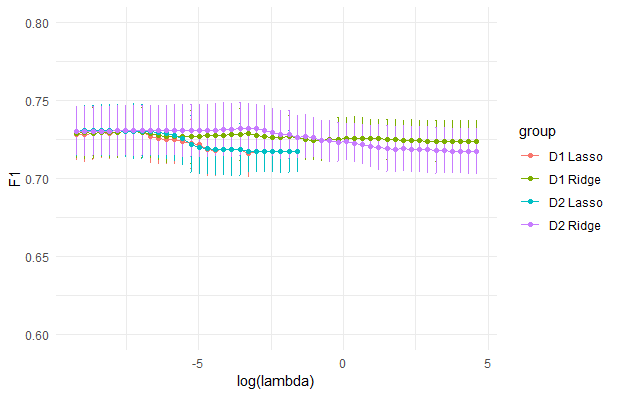 0.80
0.75
0.70
0.65
0.60
F1
-5
0
5
log(lambda)
group
D1 Lasso
D1 Ridge
D2 Lasso
D2 Ridge